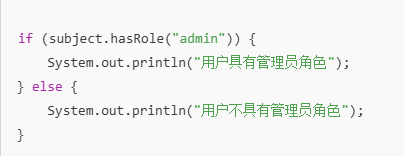 if (subject.hasRole("admin")) {
    System.out.println("用户具有管理员角色");
} else {
    System.out.println("用户不具有管理员角色");
}